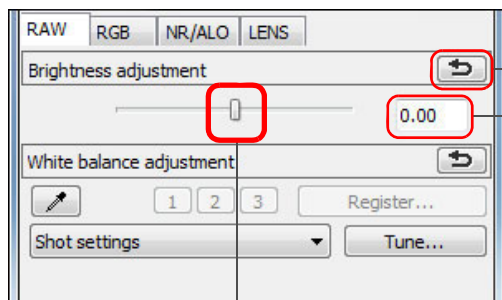 RAW RGB NR/ALO LENS
Brightness adjustment
0.00
White balance adjustment
1 2 3 Register...
Shot settings Tune...